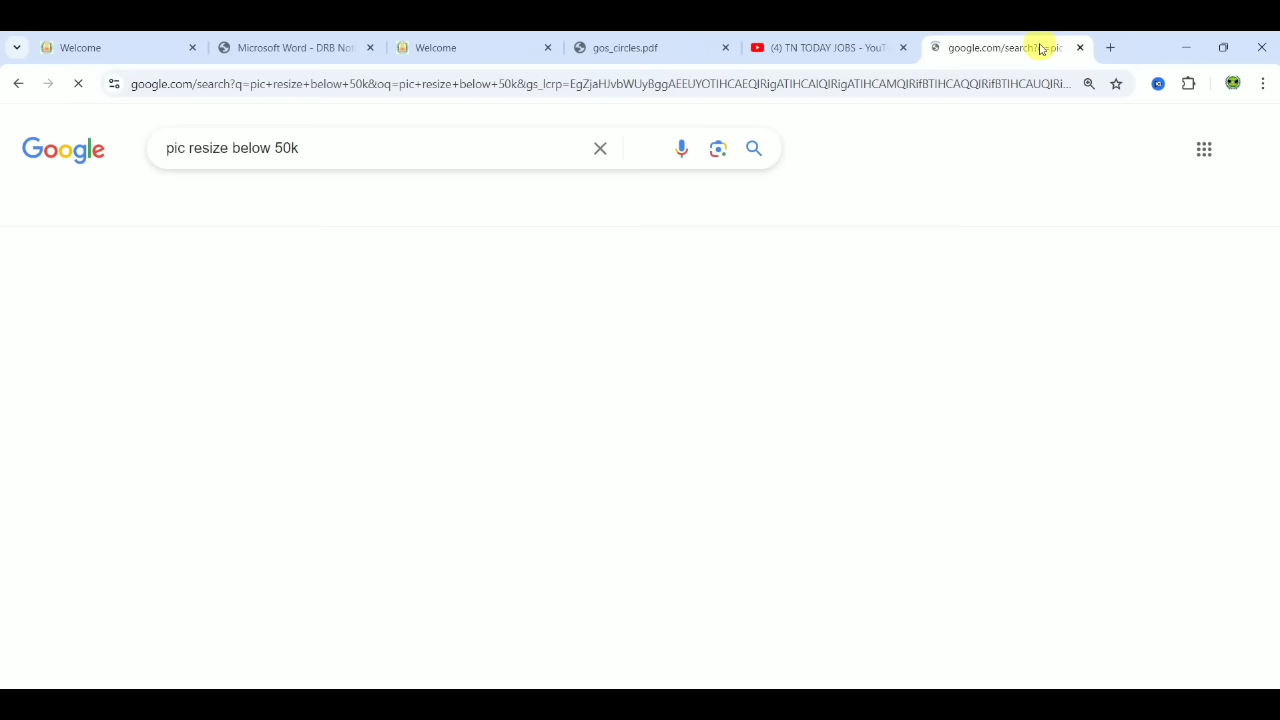 Welcome
Microsoft Word - DRB Not
Welcome
gos_circles.pdf
(4) TN TODAY JOBS - YouT
google.com/search?q=pic
google.com/search?q=pic+resize+below+50k&oq=pic+resize+below+50k&gs_lcrp=EgZjaHJvbWUyBggAEEUYOTIHCAEQIRigATIHCAIQIRigATIHCAMQIRifBTIHCAQQIRifBTIHCAUQIRi...
Google
pic resize below 50k